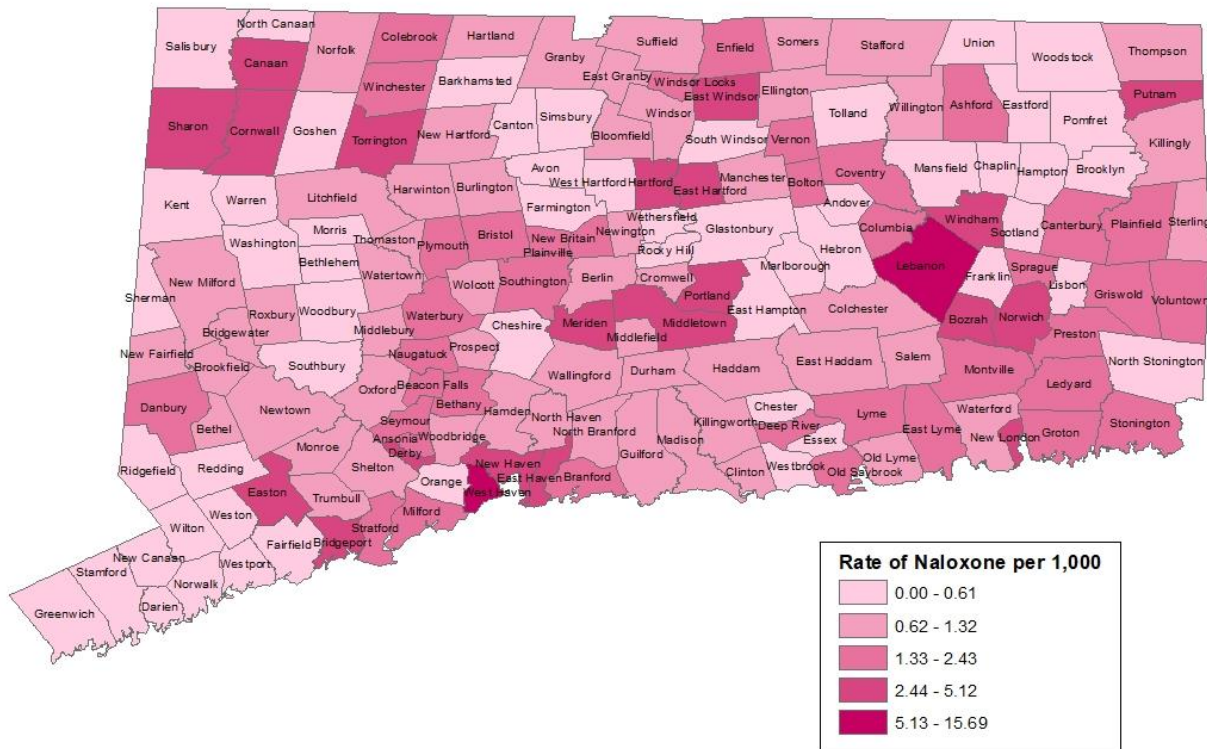 North Canaan
Salisbury
Canaan
Norfolk
Colebrook
Hartland
Granby
Suffield
East Granby
Windsor Locks
Enfield
Somers
Stafford
Union
Woodstock
Thompson
Putnam
Winchester
Barkhamsted
East Windsor
Ellington
Tolland
Willington
Ashford
Eastford
Pomfret
Killingly
Sharon
Cornwall
Goshen
Torrington
New Hartford
Canton
Simsbury
Bloomfield
Windsor
South Windsor
Vernon
Mansfield
Chaplin
Hampton
Brooklyn
Kent
Warren
Litchfield
Harwinton
Burlington
Avon
West Hartford
Hartford
East Hartford
Manchester
Bolton
Coventry
Andover
Columbia
Windham
Scotland
Canterbury
Plainfield
Sterling
Washington
Morris
Bethlehem
Thomaston
Watertown
Plymouth
Bristol
Farmington
New Britain
Plainville
Newington
Wethersfield
Rocky Hill
Glastonbury
Marlborough
Hebron
Lebanon
Franklin
Sprague
Lisbon
Griswold
Voluntown
Sherman
New Milford
Roxbury
Bridgewater
Woodbury
Middlebury
Waterbury
Wolcott
Southington
Berlin
Cromwell
Portland
East Hampton
Colchester
Bozrah
Norwich
Preston
North Stonington
New Fairfield
Brookfield
Southbury
Naugatuck
Prospect
Cheshire
Meriden
Middlefield
Middletown
Danbury
Bethel
Newtown
Oxford
Beacon Falls
Bethany
Hamden
Wallingford
Durham
Haddam
East Haddam
Salem
Montville
Ledyard
Ridgefield
Redding
Monroe
Seymour
Ansonia
Derby
Woodbridge
North Haven
North Branford
Guilford
Madison
Killingworth
Chester
Deep River
Essex
Lyme
East Lyme
Waterford
New London
Groton
Stonington
Easton
Trumbull
Shelton
Orange
New Haven
East Haven
West Haven
Branford
Clinton
Westbrook
Old Saybrook
Old Lyme
Wilton
Weston
Fairfield
Bridgeport
Stratford
Milford
New Canaan
Stamford
Norwalk
Westport
Greenwich
Darien
Rate of Naloxone per 1,000
0.00 - 0.61
0.62 - 1.32
1.33 - 2.43
2.44 - 5.12
5.13 - 15.69